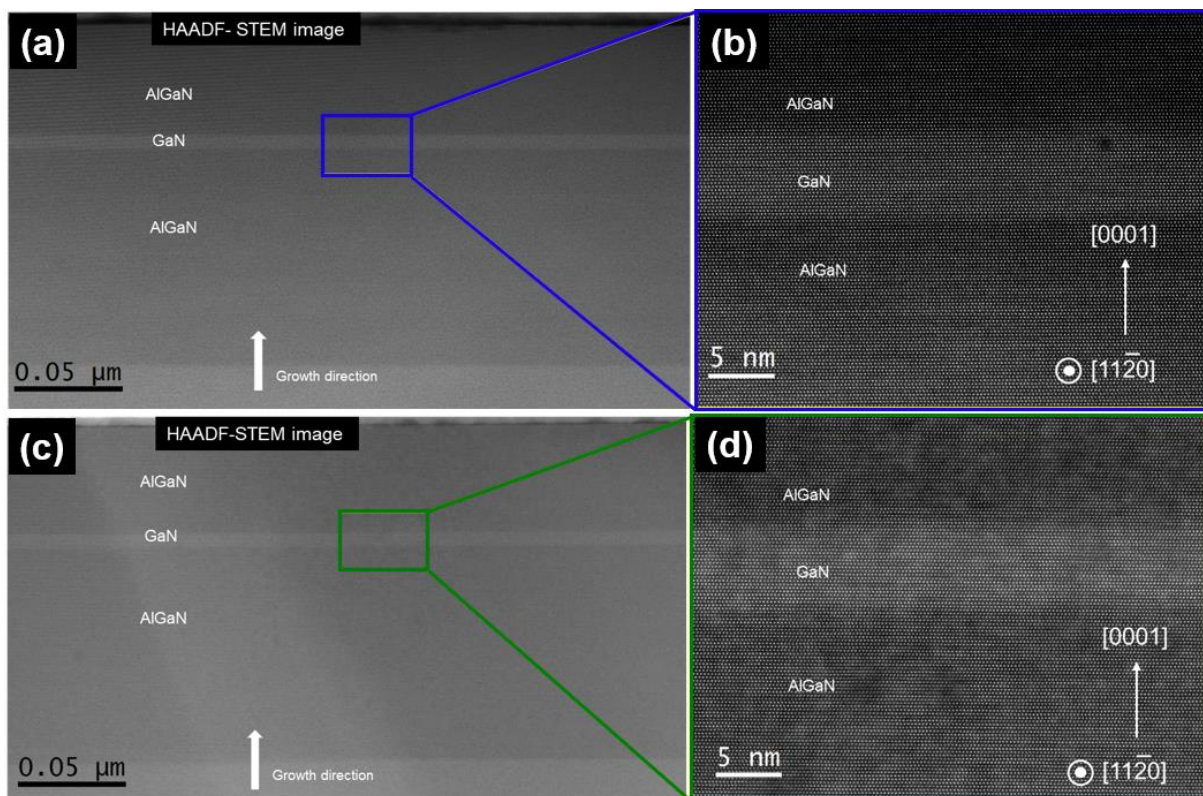 (a)
HAADF- STEM image
AlGaN
GaN
AlGaN
0.05 µm
Growth direction
(b)
AlGaN
GaN
AlGaN
[0001]
5 nm
[112̅0]
(c)
HAADF-STEM image
AlGaN
GaN
AlGaN
0.05 µm
Growth direction
(d)
AlGaN
GaN
AlGaN
[0001]
5 nm
[112̅0]